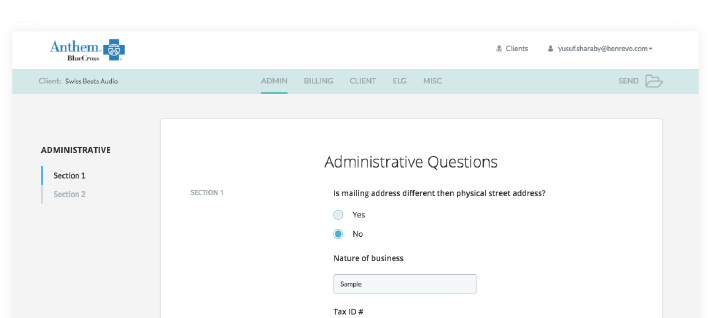 Anthem.
BlueCross
Clients
yusuf.sharaby@benrevo.com
Client: Swiss Beats Audio
ADMIN BILLING CLIENT ELG MISC
SEND
ADMINISTRATIVE
Section 1
Section 2
Administrative Questions
SECTION 1
Is mailing address different then physical street address?
Yes
No
Nature of business
Sample
Tax ID #